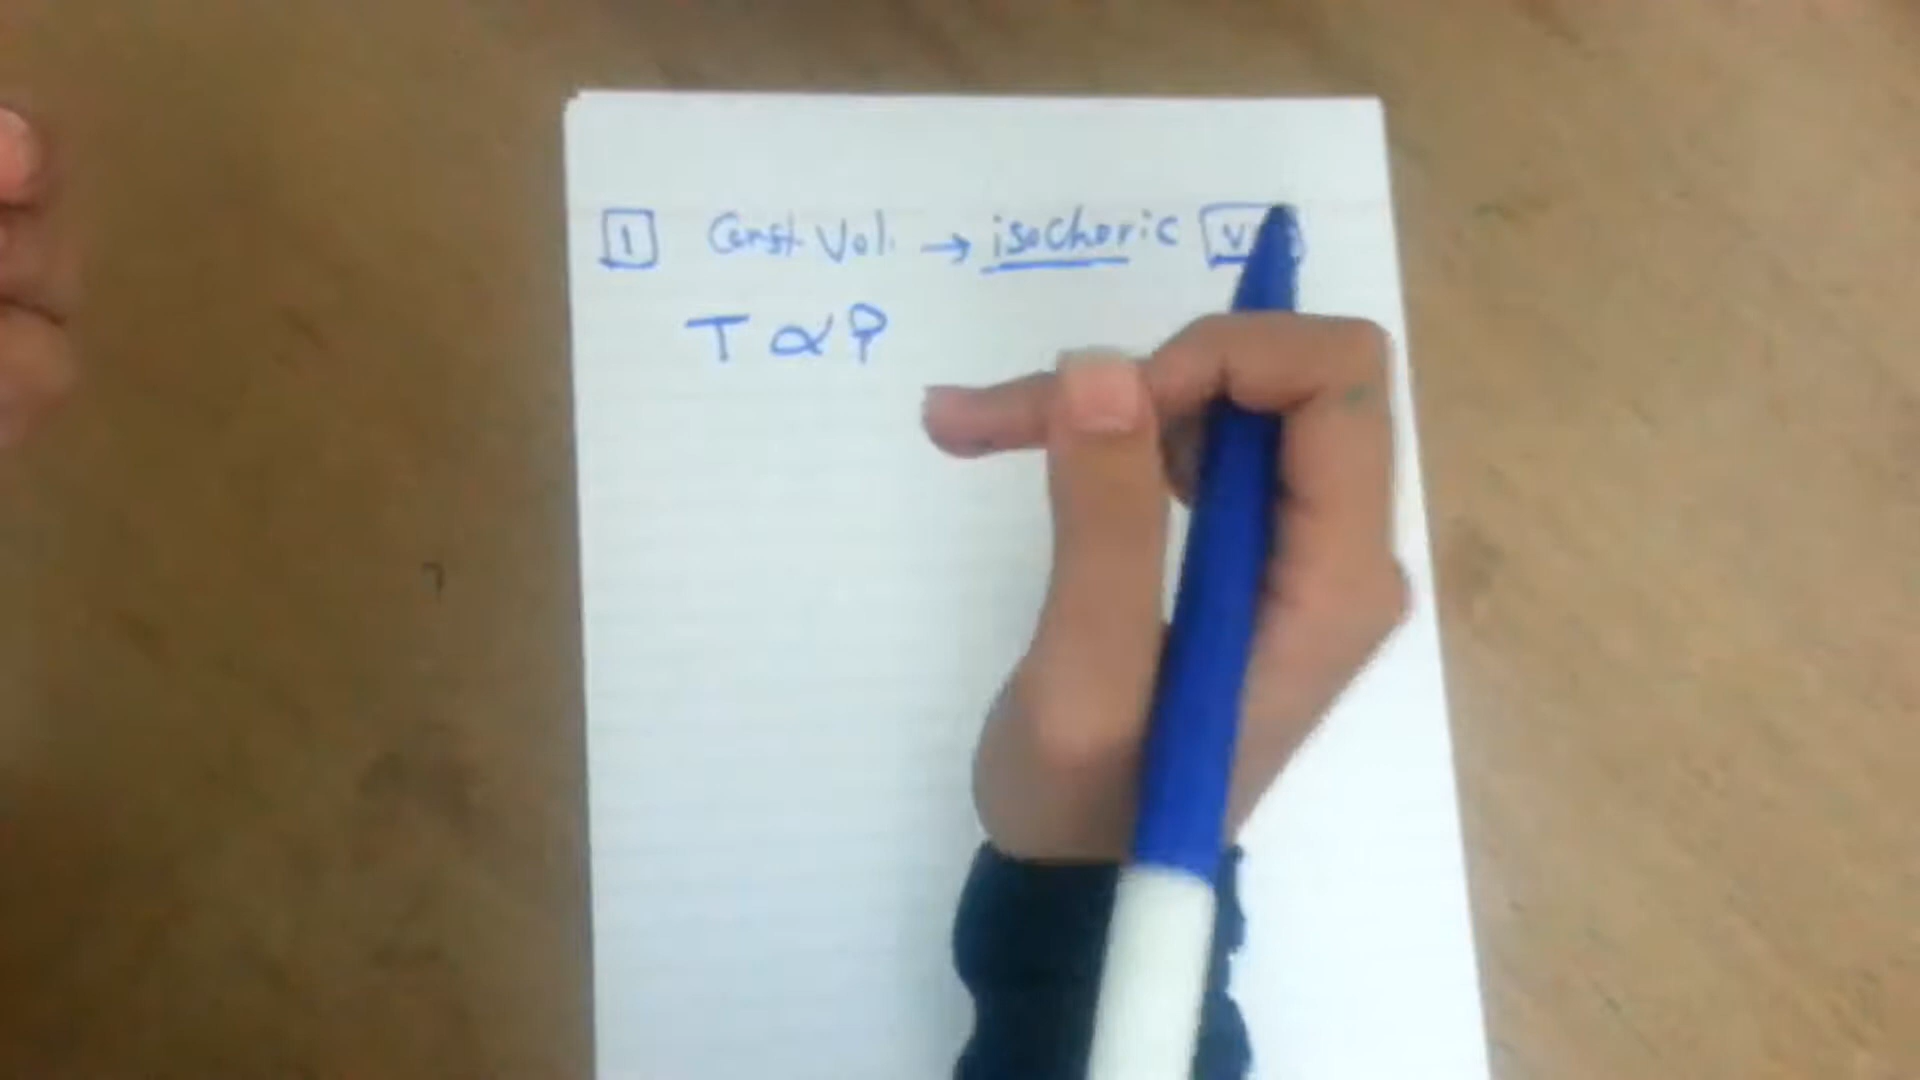 1 Const Vol. → isochoric
T α P